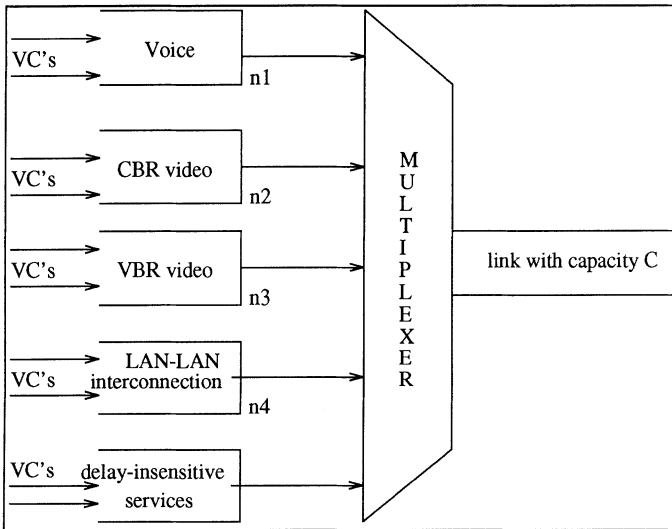 VC's
Voice
n1
VC's
CBR video
n2
VC's
VBR video
n3
VC's
LAN-LAN
interconnection
n4
VC's
delay-insensitive
services
MULTIPLEXER
link with capacity C